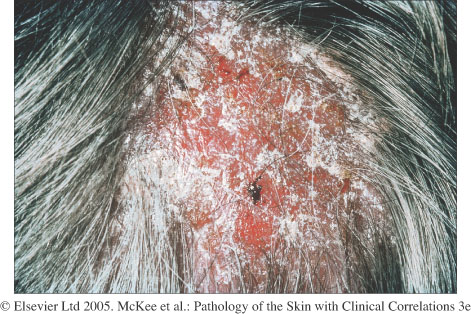 © Elsevier Ltd 2005. McKee et al.: Pathology of the Skin with Clinical Correlations 3e